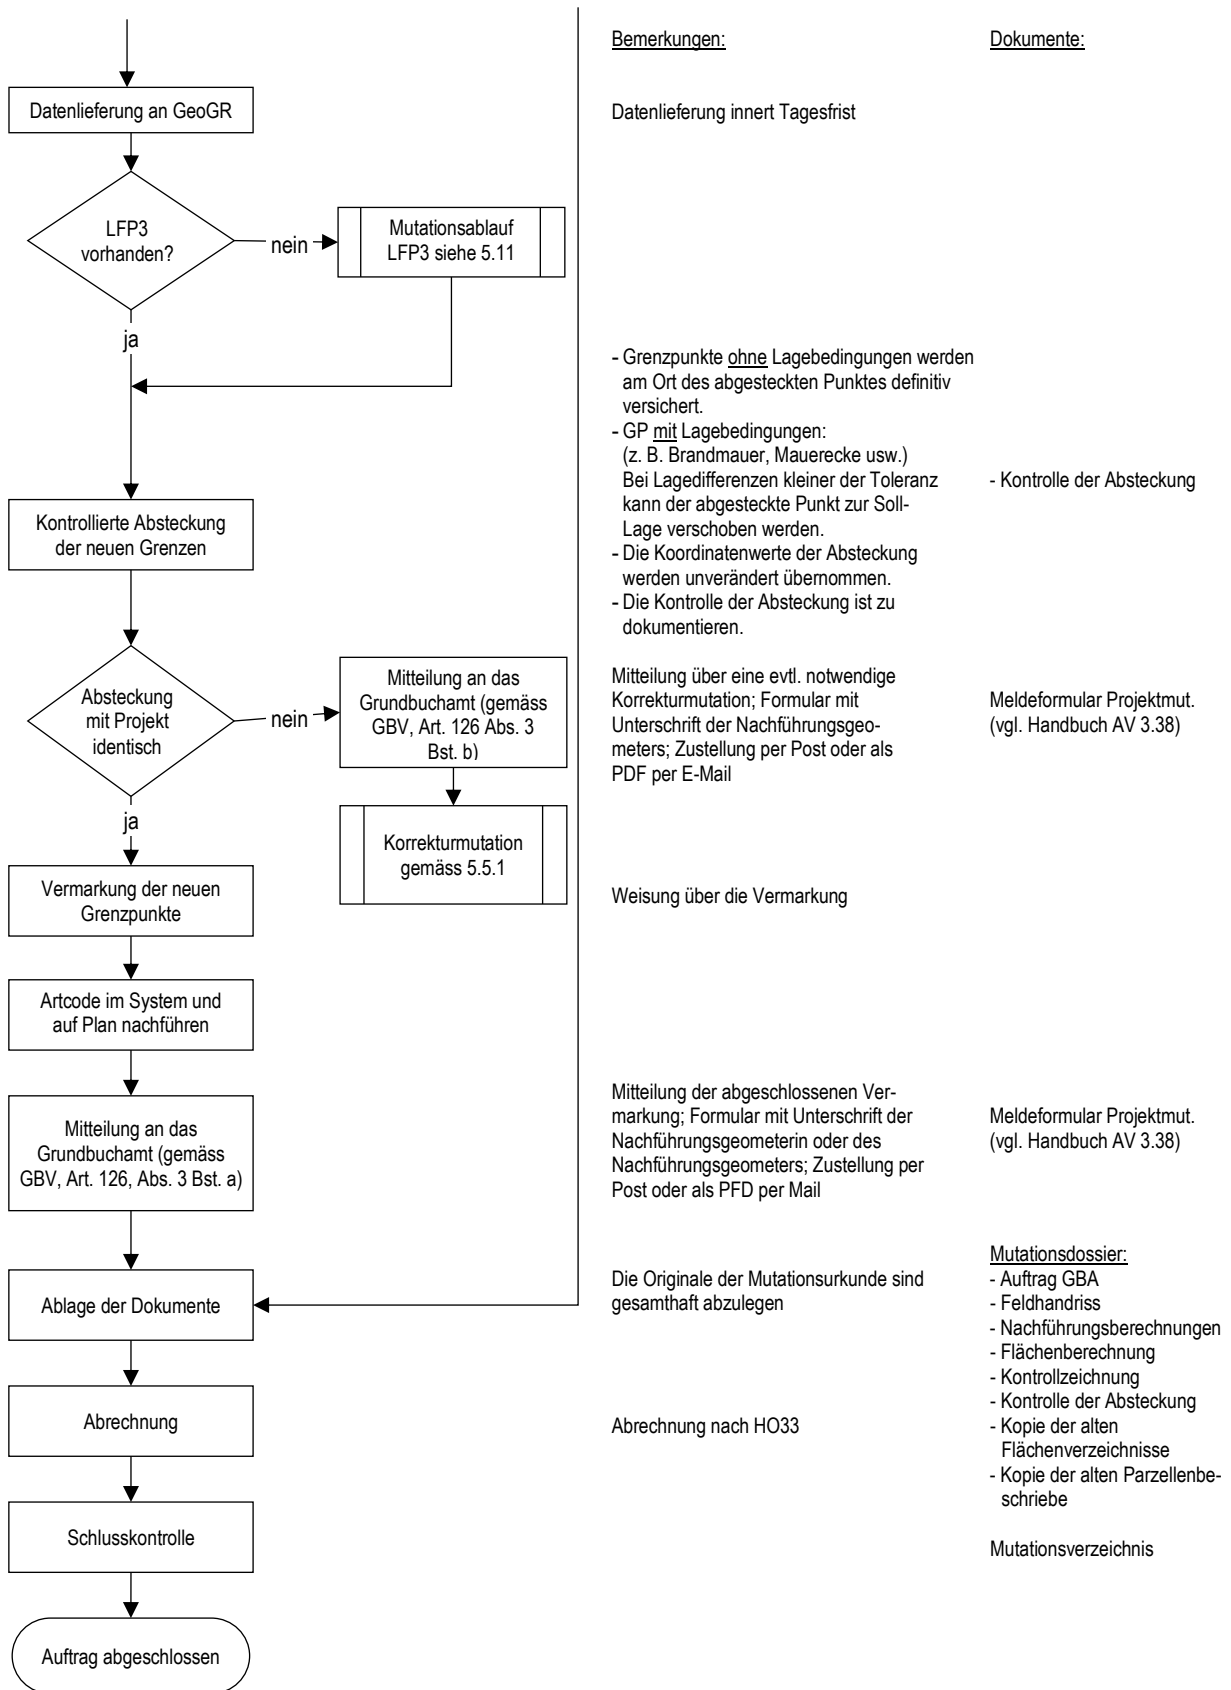 Bemerkungen:
Dokumente:
Datenlieferung an GeoGR
Datenlieferung innert Tagesfrist
LFP3
vorhanden?
nein
Mutationsablauf
LFP3 siehe 5.11
ja
- Grenzpunkte ohne Lagebedingungen werden
am Ort des abgesteckten Punktes definitiv
versichert.
- GP mit Lagebedingungen:
(z. B. Brandmauer, Mauerecke usw.)
Bei Lagedifferenzen kleiner der Toleranz
kann der abgesteckte Punkt zur Soll-
Lage verschoben werden.
- Die Koordinatenwerte der Absteckung
werden unverändert übernommen.
- Die Kontrolle der Absteckung ist zu
dokumentieren.
- Kontrolle der Absteckung
Kontrollierte Absteckung
der neuen Grenzen
Absteckung
mit Projekt
identisch
nein
Mitteilung an das
Grundbuchamt (gemäss
GBV, Art. 126 Abs. 3
Bst. b)
Mitteilung über eine evtl. notwendige
Korrekturmutation; Formular mit
Unterschrift der Nachführungsgeo-
meters; Zustellung per Post oder als
PDF per E-Mail
Meldeformular Projektmut.
(vgl. Handbuch AV 3.38)
ja
Korrekturmutation
gemäss 5.5.1
Vermarkung der neuen
Grenzpunkte
Weisung über die Vermarkung
Artcode im System und
auf Plan nachführen
Mitteilung an das
Grundbuchamt (gemäss
GBV, Art. 126, Abs. 3 Bst. a)
Mitteilung der abgeschlossenen Ver-
markung; Formular mit Unterschrift der
Nachführungsgeometerin oder des
Nachführungsgeometers; Zustellung per
Post oder als PFD per Mail
Meldeformular Projektmut.
(vgl. Handbuch AV 3.38)
Ablage der Dokumente
Die Originale der Mutationsurkunde sind
gesamthaft abzulegen
Mutationsdossier:
- Auftrag GBA
- Feldhandriss
- Nachführungsberechnungen
- Flächenberechnung
- Kontrollzeichnung
- Kontrolle der Absteckung
- Kopie der alten
Flächenverzeichnisse
- Kopie der alten Parzellenbe-
schriebe
Abrechnung
Abrechnung nach HO33
Schlusskontrolle
Mutationsverzeichnis
Auftrag abgeschlossen